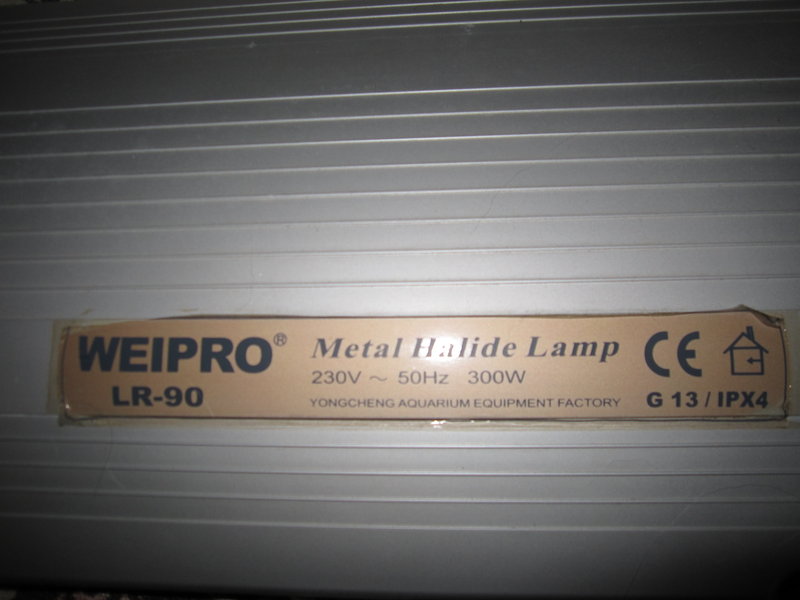 WEIPRO®
LR-90
Metal Halide Lamp
230V ~ 50Hz 300W
YONGCHENG AQUARIUM EQUIPMENT FACTORY
CE
G 13 / IPX4